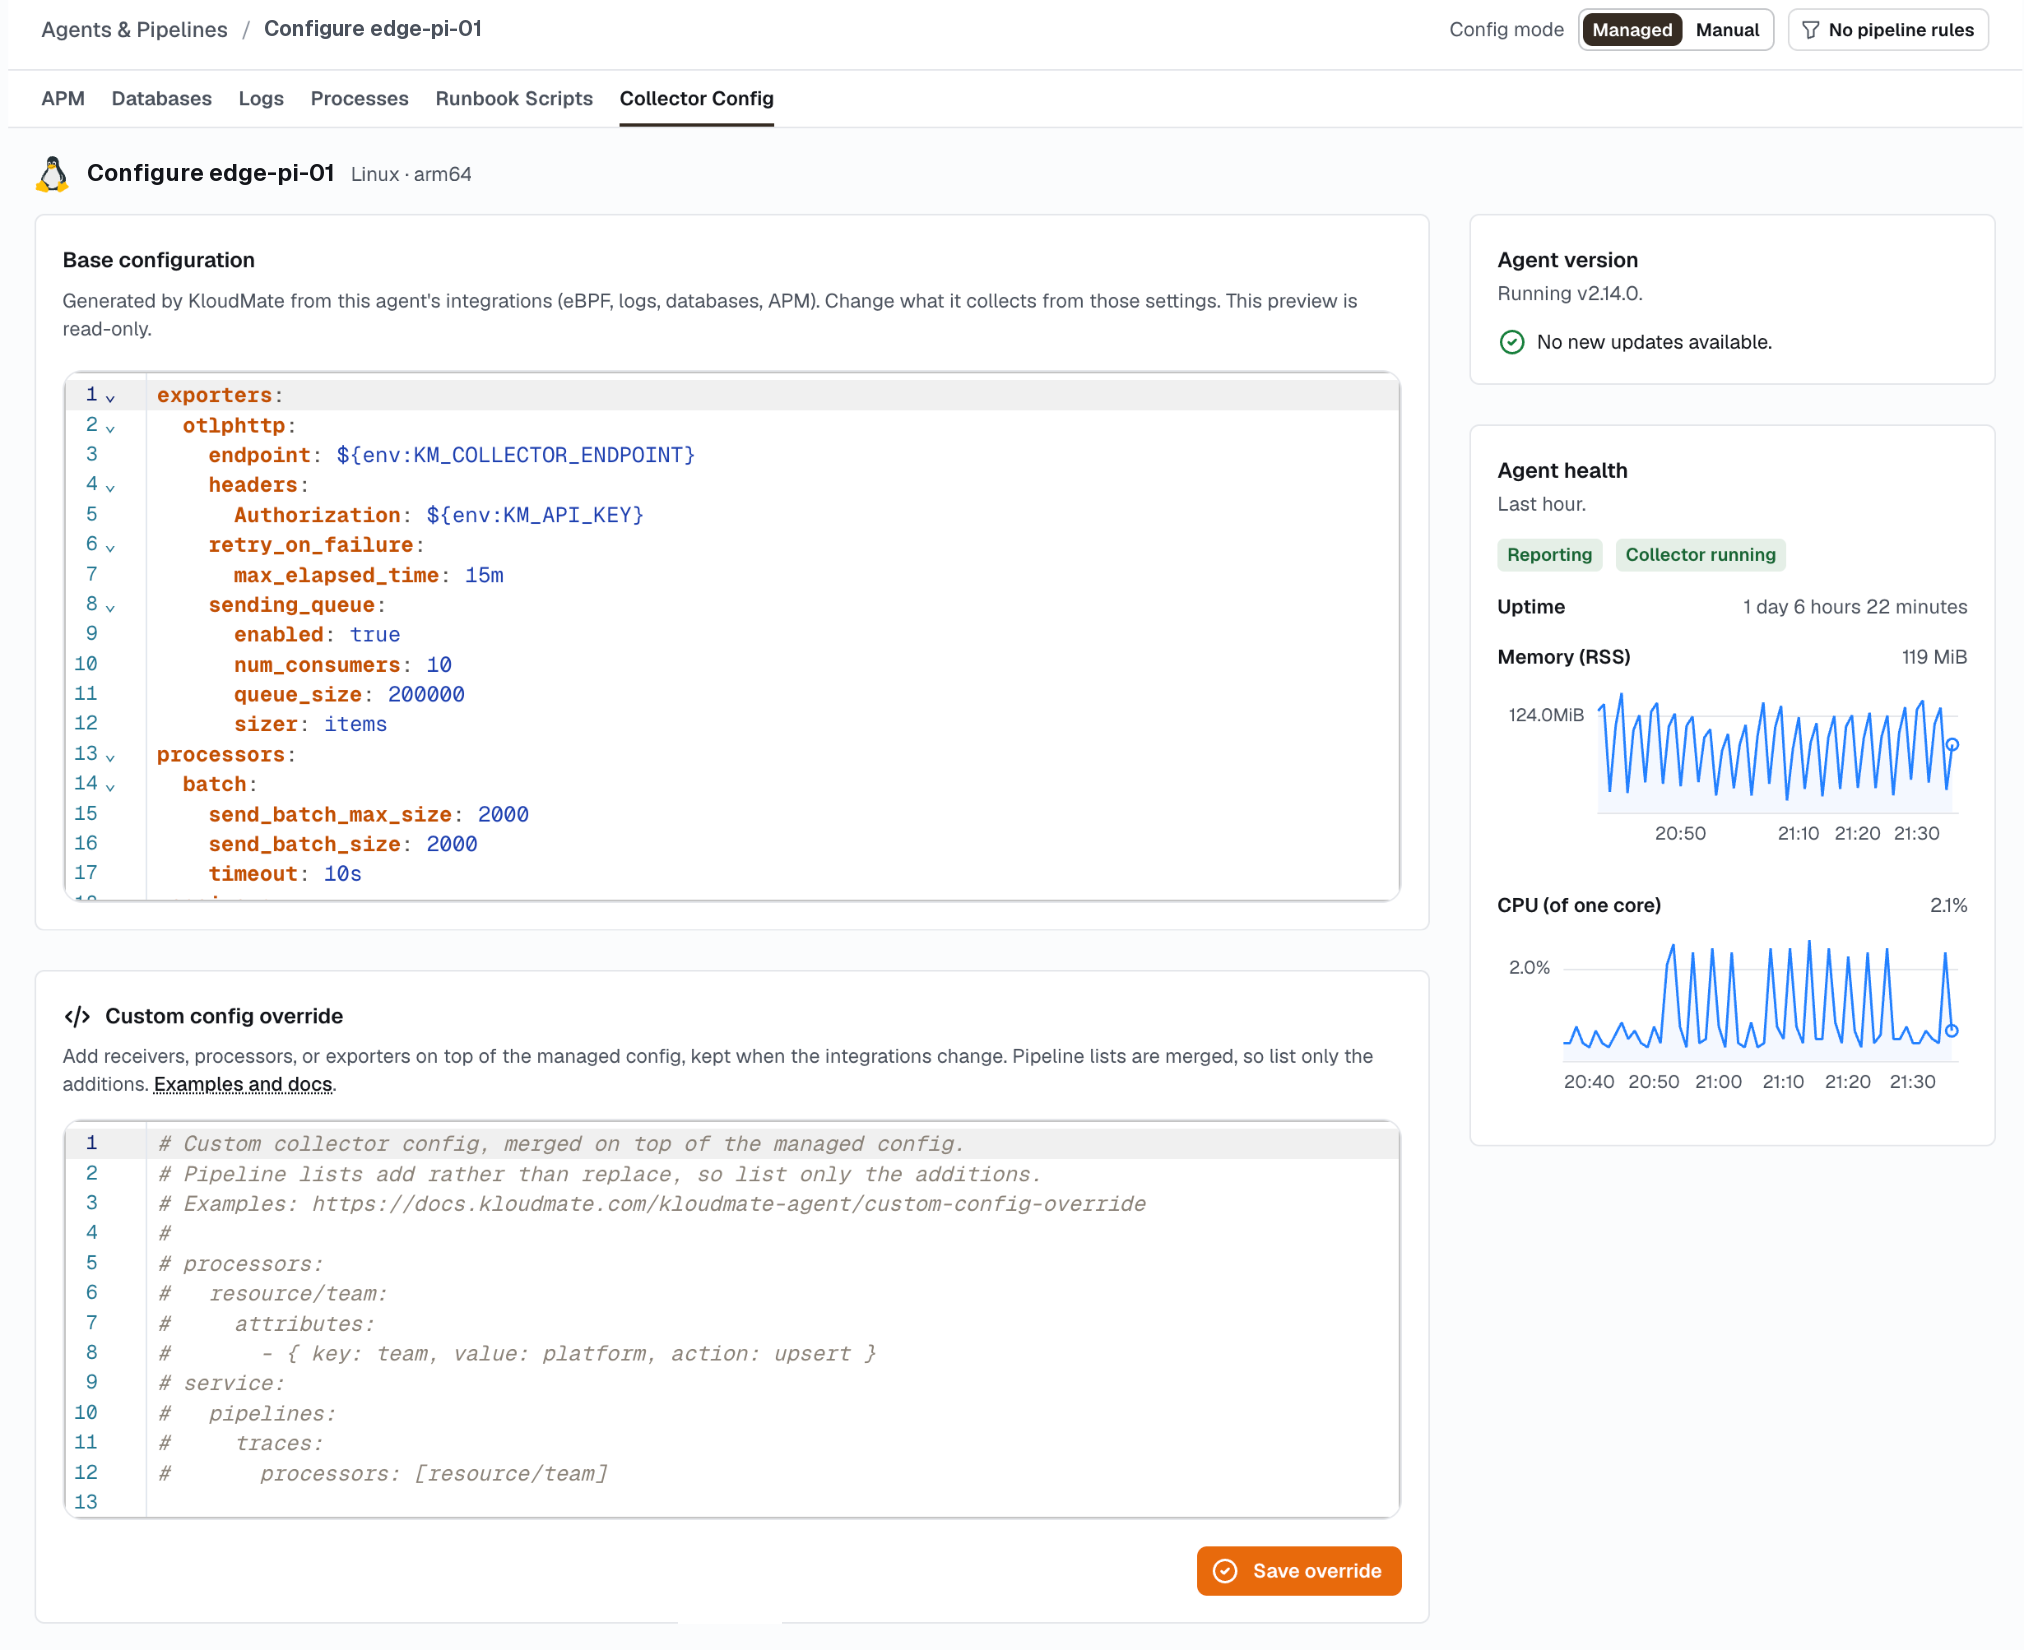 Agents & Pipelines / Configure edge-pi-01
Config mode Managed Manual No pipeline rules
APM Databases Logs Processes Runbook Scripts Collector Config
Configure edge-pi-01 Linux · arm64
Base configuration
Generated by KloudMate from this agent's integrations (eBPF, logs, databases, APM). Change what it collects from those settings. This preview is
read-only.
1 exporters:
2   otlphttp:
3     endpoint: ${env:KM_COLLECTOR_ENDPOINT}
4     headers:
5       Authorization: ${env:KM_API_KEY}
6     retry_on_failure:
7       max_elapsed_time: 15m
8     sending_queue:
9       enabled: true
10       num_consumers: 10
11       queue_size: 200000
12       sizer: items
13 processors:
14   batch:
15     send_batch_max_size: 2000
16     send_batch_size: 2000
17     timeout: 10s
Custom config override
Add receivers, processors, or exporters on top of the managed config, kept when the integrations change. Pipeline lists are merged, so list only the
additions. Examples and docs.
1 # Custom collector config, merged on top of the managed config.
2 # Pipeline lists add rather than replace, so list only the additions.
3 # Examples: https://docs.kloudmate.com/kloudmate-agent/custom-config-override
4 #
5 # processors:
6 #   resource/team:
7 #     attributes:
8 #       - { key: team, value: platform, action: upsert }
9 # service:
10 #   pipelines:
11 #     traces:
12 #       processors: [resource/team]
13
Save override
Agent version
Running v2.14.0.
No new updates available.
Agent health
Last hour.
Reporting Collector running
Uptime 1 day 6 hours 22 minutes
Memory (RSS) 119 MiB
124.0MiB
20:50 21:10 21:20 21:30
CPU (of one core) 2.1%
2.0%
20:40 20:50 21:00 21:10 21:20 21:30